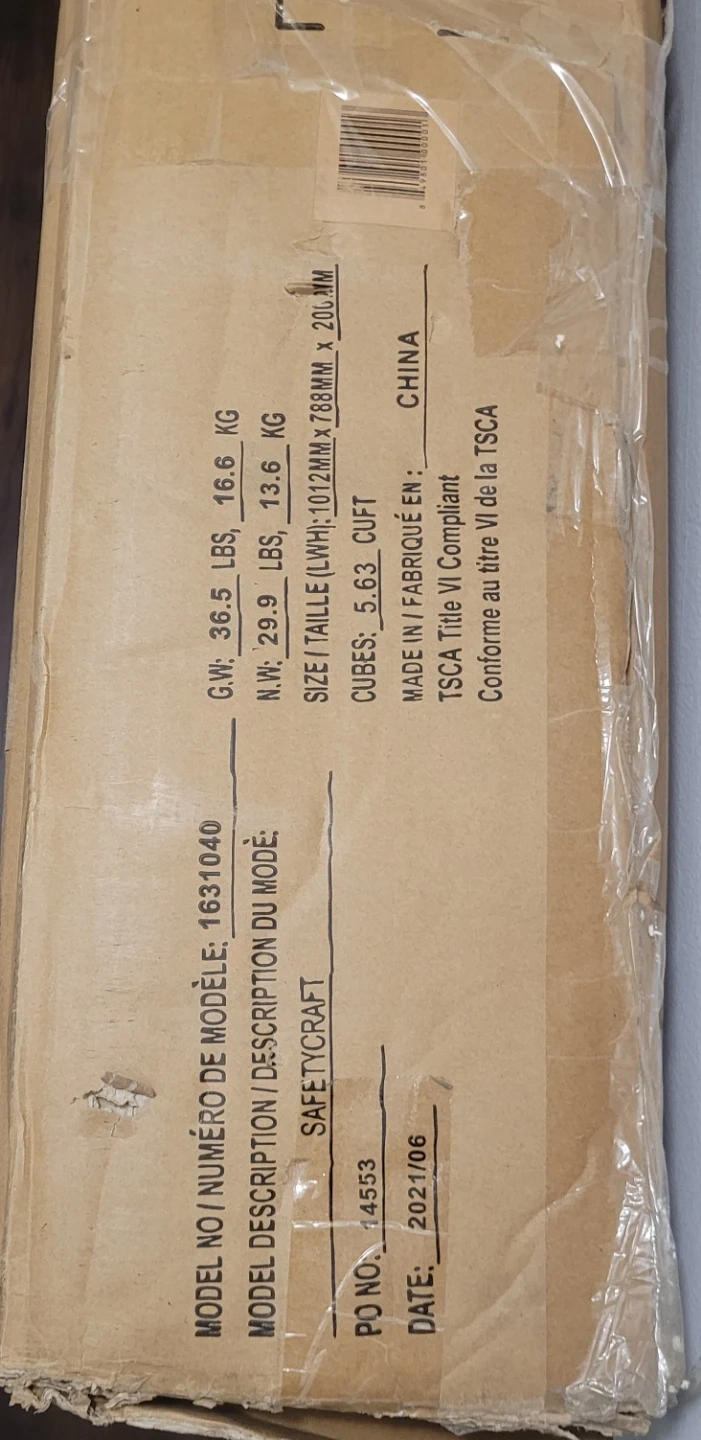 MODEL NO / NUMÉRO DE MODÈLE: 1631040
MODEL DESCRIPTION / DESCRIPTION DU MODÈ:
SAFETYCRAFT
PO NO. 14553
DATE: 2021/06
G.W: 36.5 LBS, 16.6 KG
N.W: 29.9 LBS, 13.6 KG
SIZE / TAILLE (LWH): 1012MM x 788MM x
CUBES: 5.63 CUFT
MADE IN / FABRIQUÉ EN: CHINA
TSCA Title VI Compliant
Conforme au titre VI de la TSCA